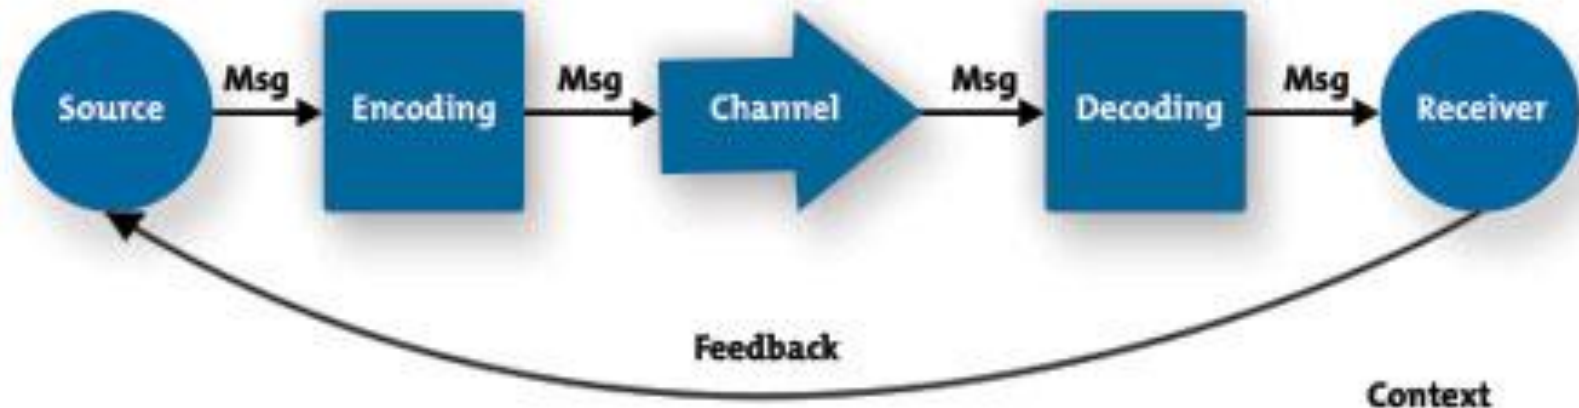 Source
Msg
Encoding
Msg
Channel
Msg
Decoding
Msg
Receiver
Feedback
Context